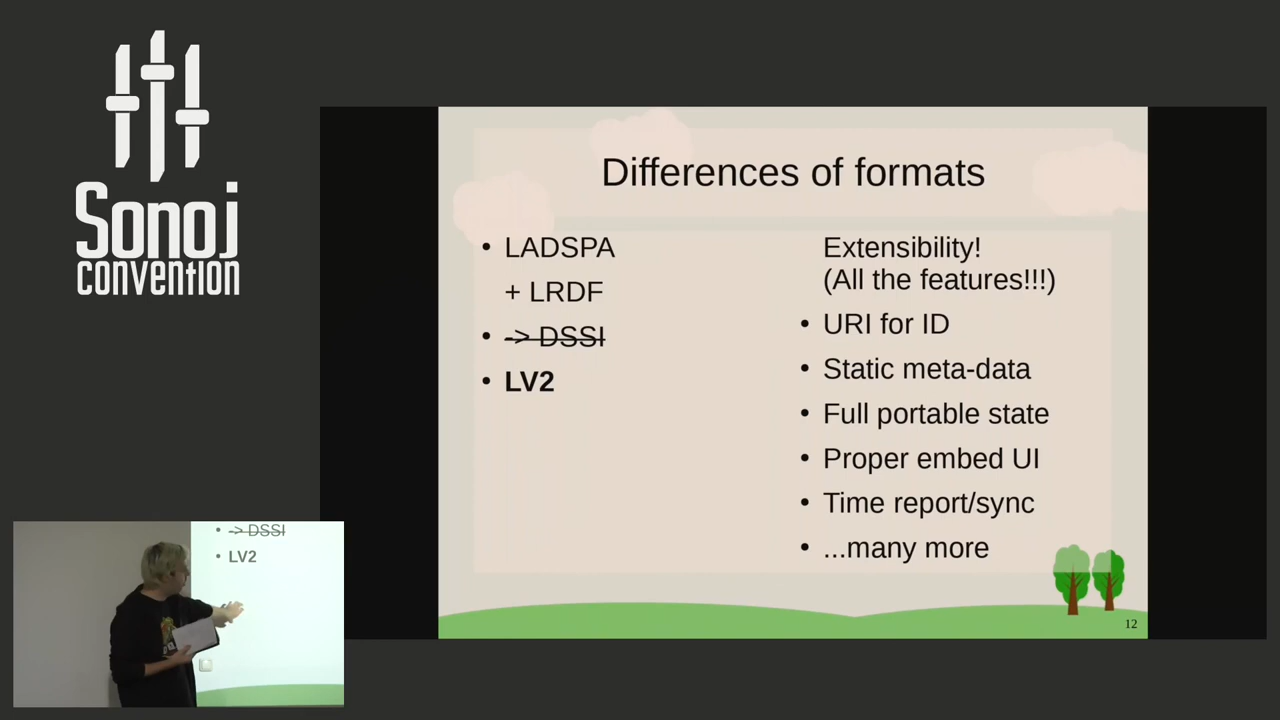 Sonoj
convention
Differences of formats
• LADSPA
+ LRDF
• -> DSSI
• LV2
Extensibility!
(All the features!!!)
• URI for ID
• Static meta-data
• Full portable state
• Proper embed UI
• Time report/sync
• ...many more
12
• -> DSSI
• LV2